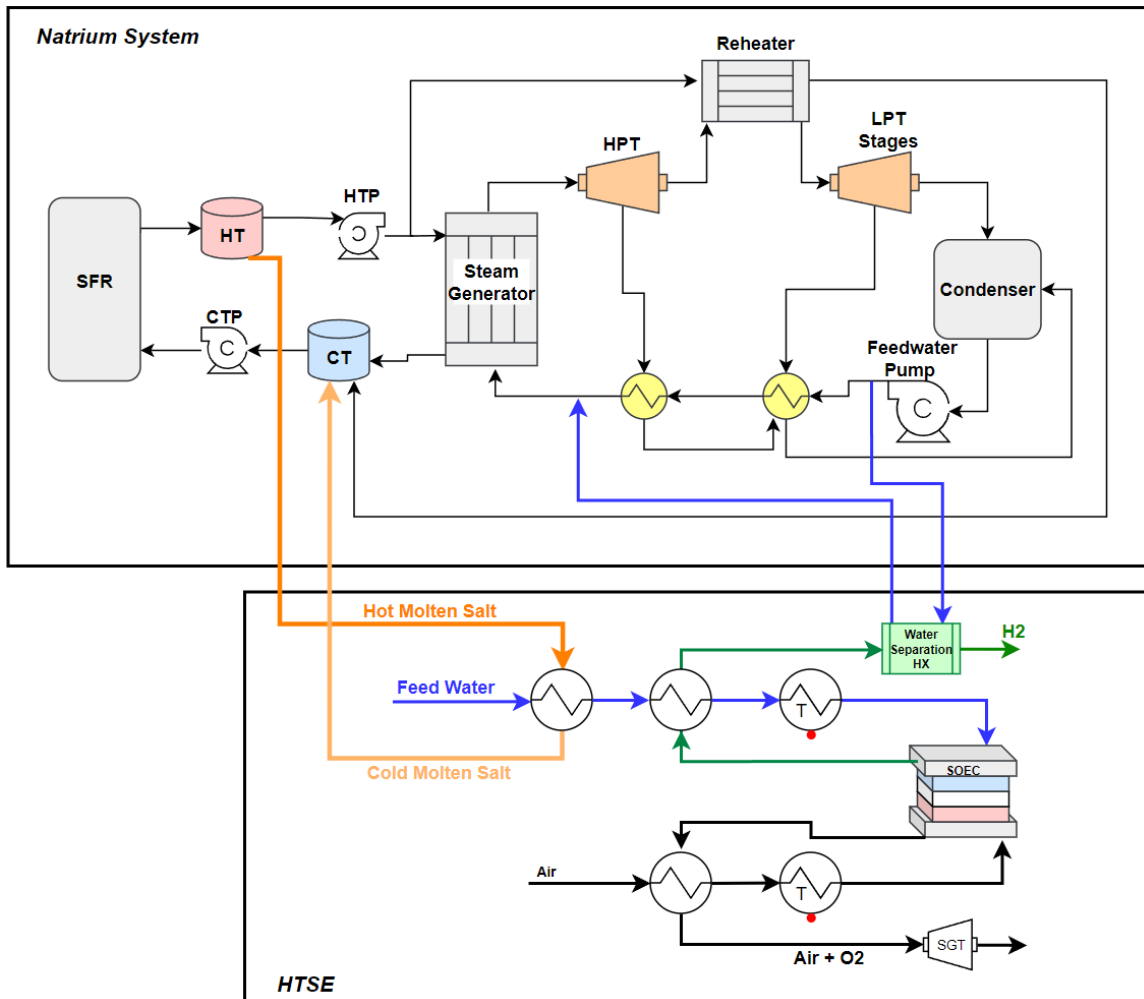 Natrium System
Reheater
LPT
Stages
HPT
HTP
HT
SFR
Steam
Generator
Condenser
CTP
CT
C
C
Feedwater
Pump
C
Hot Molten Salt
Water
Separation
HX
H2
Feed Water
T
Cold Molten Salt
SOEC
Air
T
Air + O2
SGT
HTSE